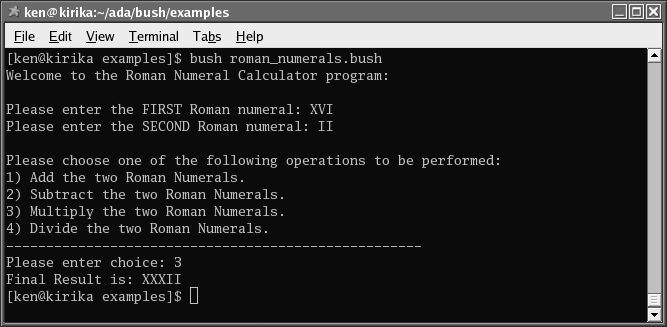 ken@kirika:~/ada/bush/examples
File Edit View Terminal Tabs Help
[ken@kirika examples]$ bush roman_numerals.bush
Welcome to the Roman Numeral Calculator program:
Please enter the FIRST Roman numeral: XVI
Please enter the SECOND Roman numeral: II
Please choose one of the following operations to be performed:
1) Add the two Roman Numerals.
2) Subtract the two Roman Numerals.
3) Multiply the two Roman Numerals.
4) Divide the two Roman Numerals.
----------------------------------------------------
Please enter choice: 3
Final Result is: XXXII
[ken@kirika examples]$